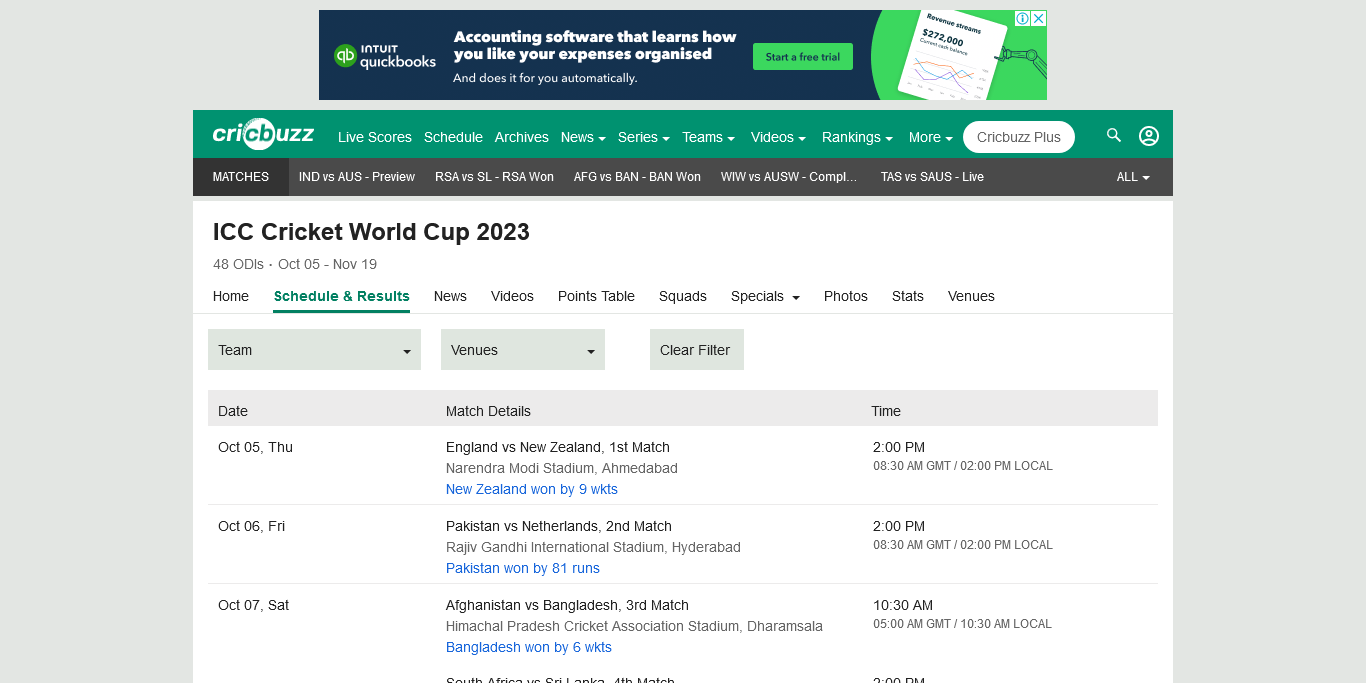 INTUIT
quickbooks
Accounting software that learns how
you like your expenses organised
And does it for you automatically.
Start a free trial
Revenue streams
$272,000
Current cash balance
cricbuzz
Live Scores Schedule Archives News Series Teams Videos Rankings More Cricbuzz Plus
MATCHES IND vs AUS - Preview RSA vs SL - RSA Won AFG vs BAN - BAN Won WIW vs AUSW - Compl... TAS vs SAUS - Live ALL
ICC Cricket World Cup 2023
48 ODIs · Oct 05 - Nov 19
Home Schedule & Results News Videos Points Table Squads Specials Photos Stats Venues
Team Venues Clear Filter
Date Match Details Time
Oct 05, Thu England vs New Zealand, 1st Match 2:00 PM
Narendra Modi Stadium, Ahmedabad 08:30 AM GMT / 02:00 PM LOCAL
New Zealand won by 9 wkts
Oct 06, Fri Pakistan vs Netherlands, 2nd Match 2:00 PM
Rajiv Gandhi International Stadium, Hyderabad 08:30 AM GMT / 02:00 PM LOCAL
Pakistan won by 81 runs
Oct 07, Sat Afghanistan vs Bangladesh, 3rd Match 10:30 AM
Himachal Pradesh Cricket Association Stadium, Dharamsala 05:00 AM GMT / 10:30 AM LOCAL
Bangladesh won by 6 wkts
South Africa vs Sri Lanka, 4th Match 2:00 PM